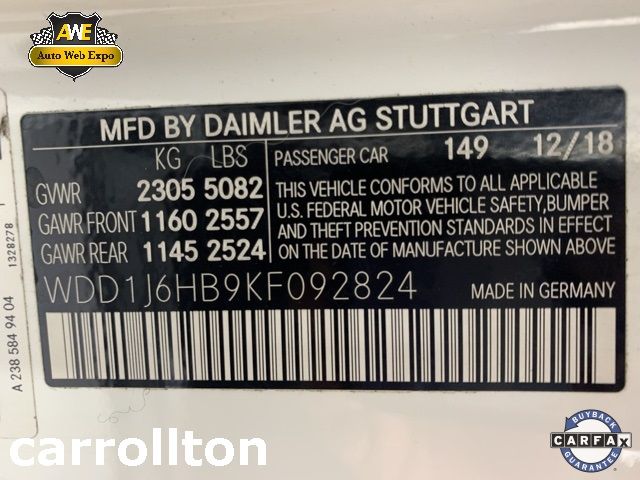 AWE
Auto Web Expo
MFD BY DAIMLER AG STUTTGART
KG LBS
GVWR 2305 5082
GAWR FRONT 1160 2557
GAWR REAR 1145 2524
PASSENGER CAR 149 12/18
THIS VEHICLE CONFORMS TO ALL APPLICABLE
U.S. FEDERAL MOTOR VEHICLE SAFETY, BUMPER
AND THEFT PREVENTION STANDARDS IN EFFECT
ON THE DATE OF MANUFACTURE SHOWN ABOVE
WDD1J6HB9KF092824 MADE IN GERMANY
A 238 584 94 04
1328278
carrollton
BUYBACK
CARFAX